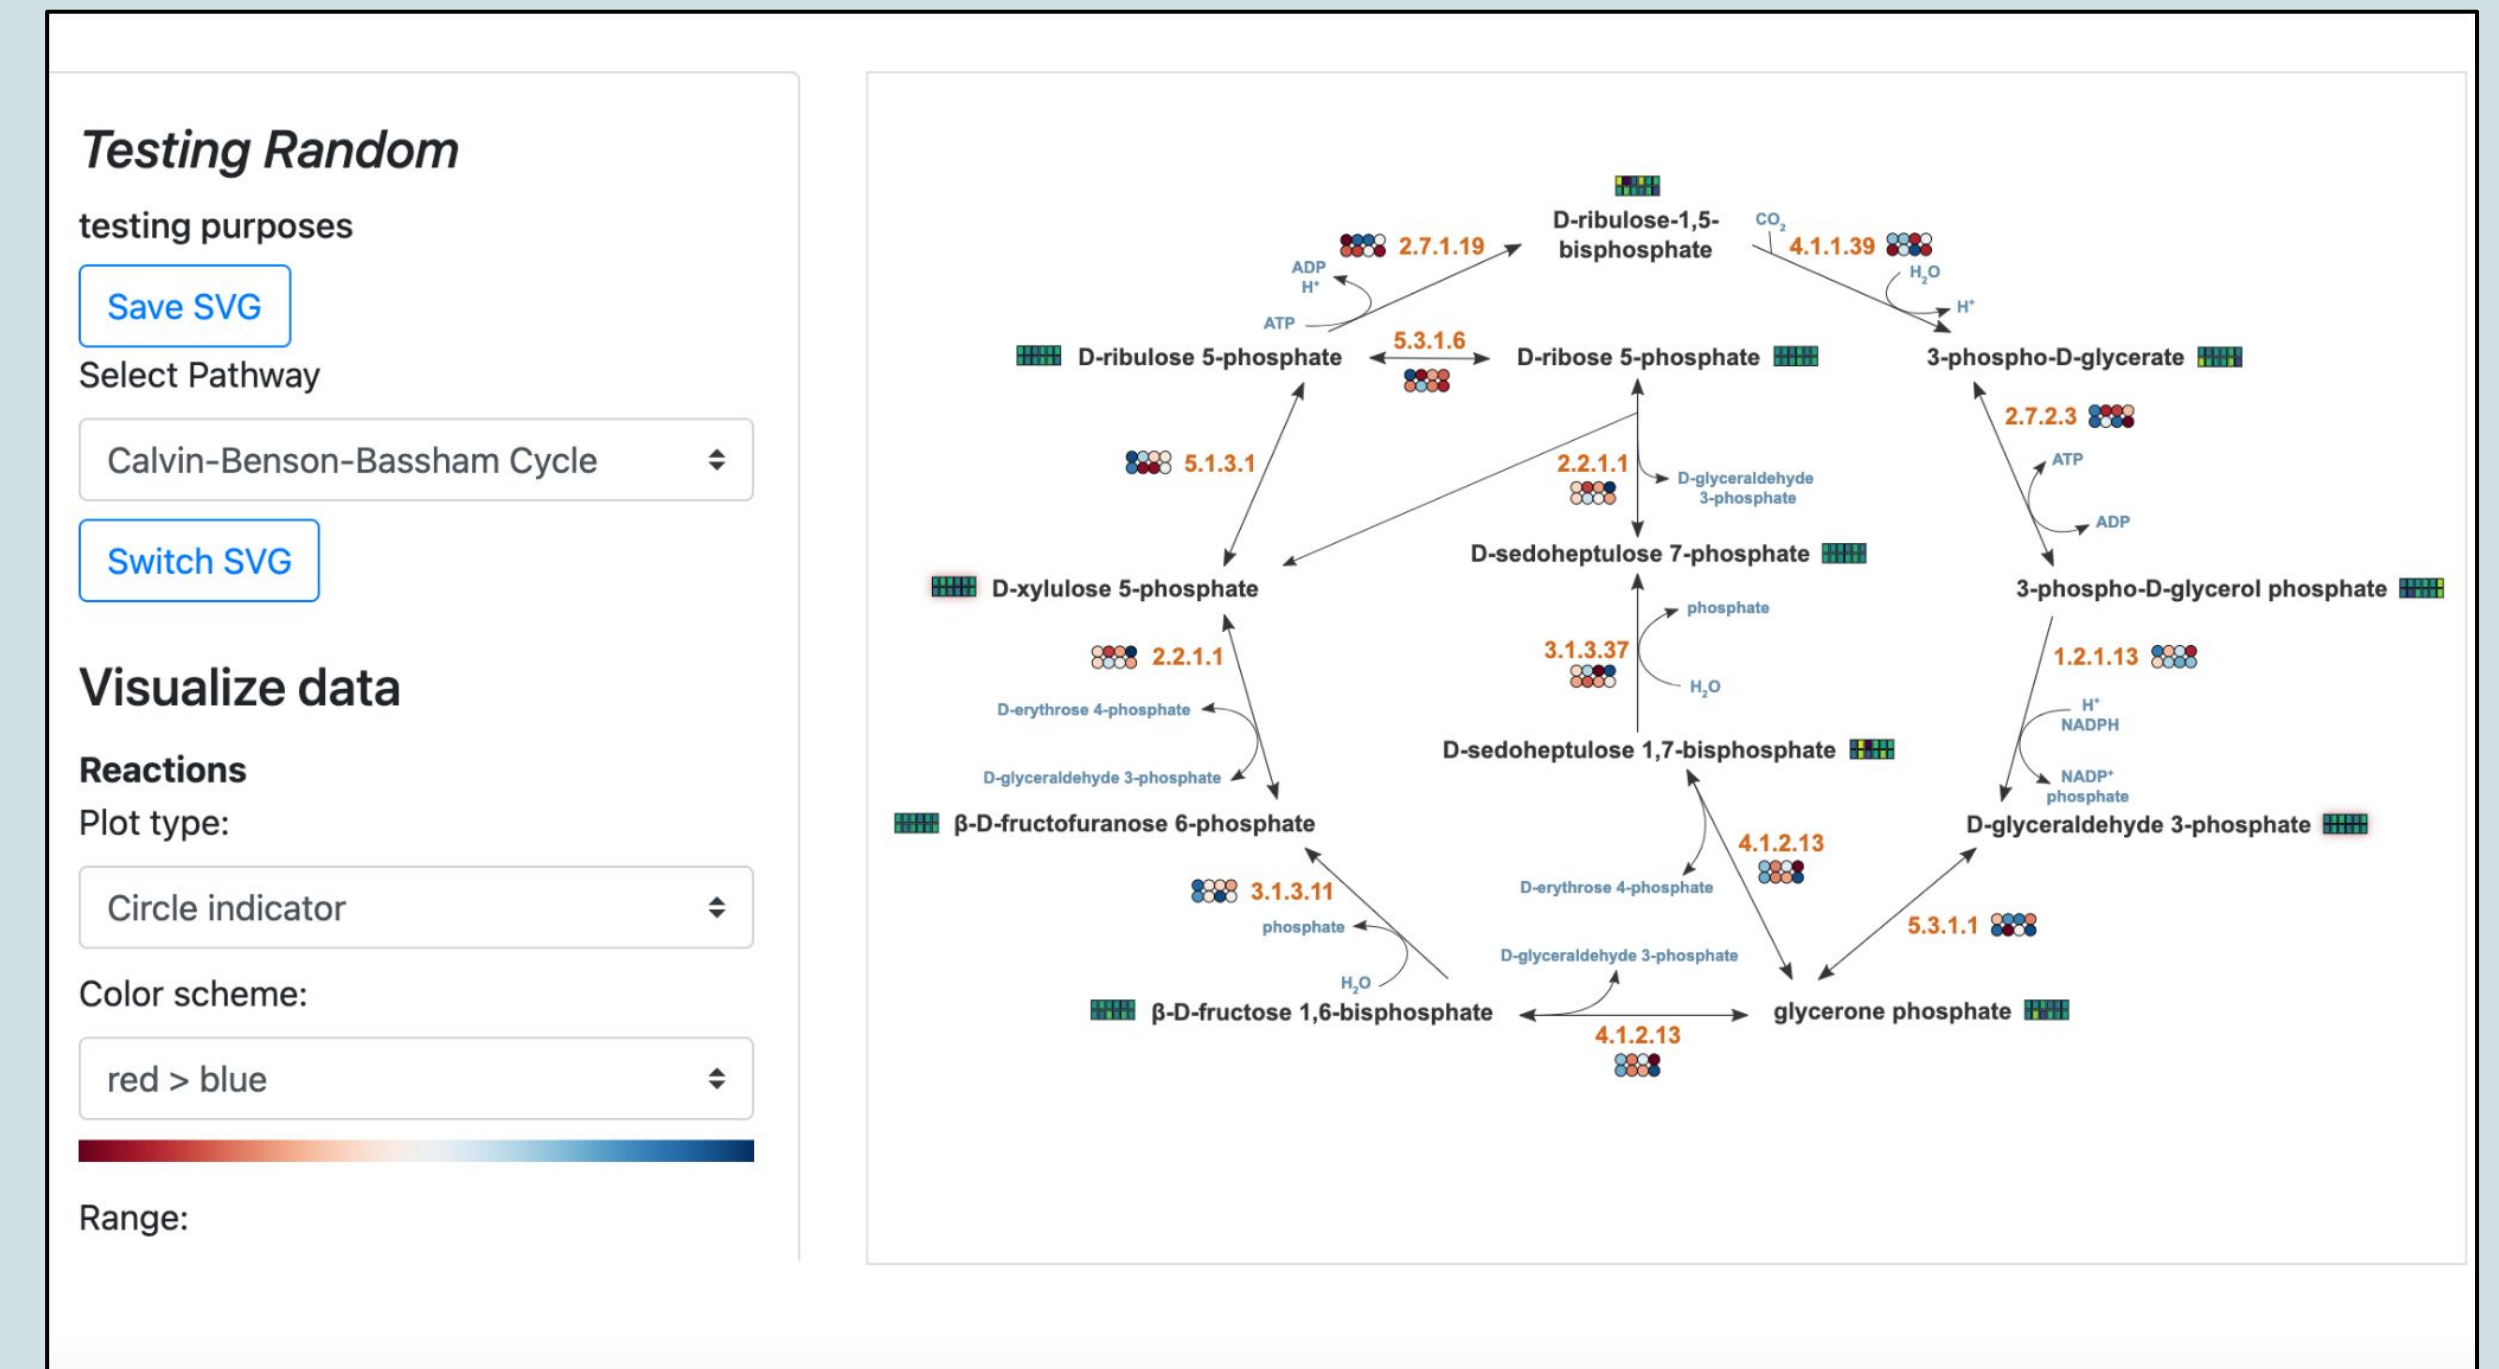 Testing Random
testing purposes
Save SVG
Select Pathway
Calvin-Benson-Bassham Cycle
Switch SVG
Visualize data
Reactions
Plot type:
Circle indicator
Color scheme:
red > blue
Range:
D-ribulose-1,5-
bisphosphate
CO₂
2.7.1.19
4.1.1.39
ADP
H⁺
H₂O
H⁺
ATP
5.3.1.6
D-ribulose 5-phosphate
D-ribose 5-phosphate
3-phospho-D-glycerate
2.7.2.3
ATP
5.1.3.1
2.2.1.1
D-glyceraldehyde
3-phosphate
ADP
D-sedoheptulose 7-phosphate
D-xylulose 5-phosphate
3-phospho-D-glycerol phosphate
phosphate
2.2.1.1
3.1.3.37
1.2.1.13
H₂O
D-erythrose 4-phosphate
H⁺
NADPH
D-sedoheptulose 1,7-bisphosphate
D-glyceraldehyde 3-phosphate
NADP⁺
phosphate
β-D-fructofuranose 6-phosphate
D-glyceraldehyde 3-phosphate
4.1.2.13
3.1.3.11
D-erythrose 4-phosphate
phosphate
5.3.1.1
D-glyceraldehyde 3-phosphate
H₂O
β-D-fructose 1,6-bisphosphate
glycerone phosphate
4.1.2.13